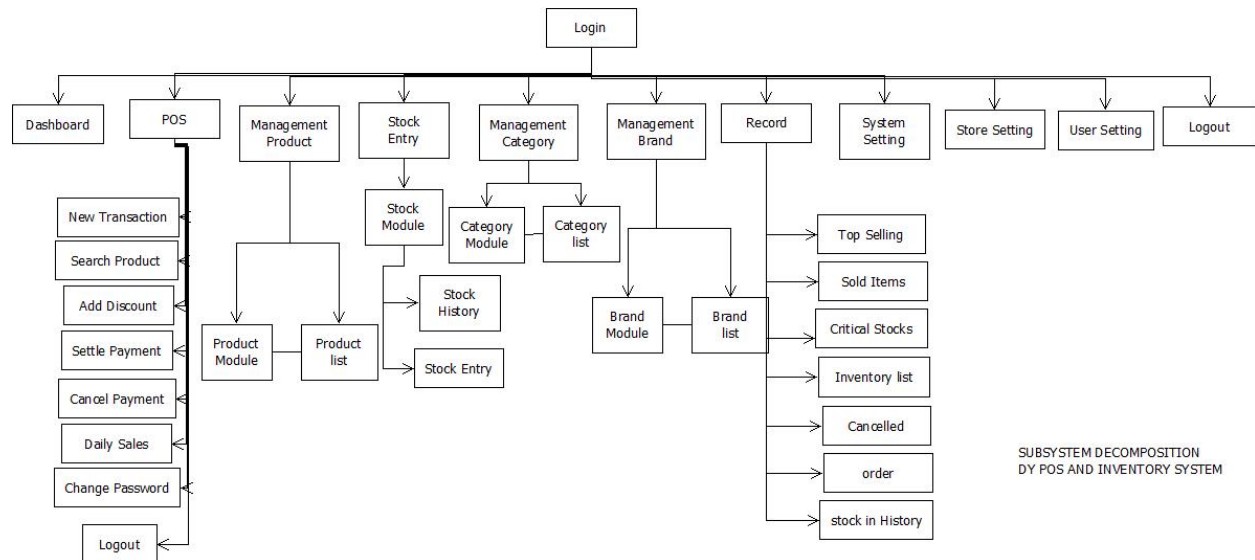 Login
Dashboard
POS
Management
Product
Stock
Entry
Management
Category
Management
Brand
Record
System
Setting
Store Setting
User Setting
Logout
New Transaction
Search Product
Add Discount
Settle Payment
Cancel Payment
Daily Sales
Change Password
Logout
Product
Module
Product
list
Stock
Module
Stock
History
Stock Entry
Category
Module
Category
list
Brand
Module
Brand
list
Top Selling
Sold Items
Critical Stocks
Inventory list
Cancelled
order
stock in History
SUBSYSTEM DECOMPOSITION
DY POS AND INVENTORY SYSTEM